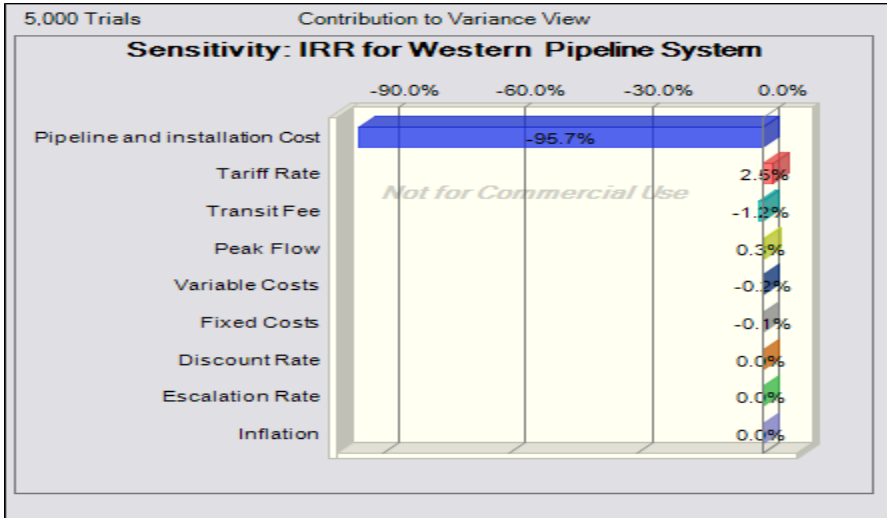 5,000 Trials Contribution to Variance View
Sensitivity: IRR for Western Pipeline System
-90.0% -60.0% -30.0% 0.0%
Pipeline and installation Cost -95.7%
Tariff Rate 2.5%
Not for Commercial Use
Transit Fee -1.2%
Peak Flow 0.3%
Variable Costs -0.2%
Fixed Costs -0.1%
Discount Rate 0.0%
Escalation Rate 0.0%
Inflation 0.0%